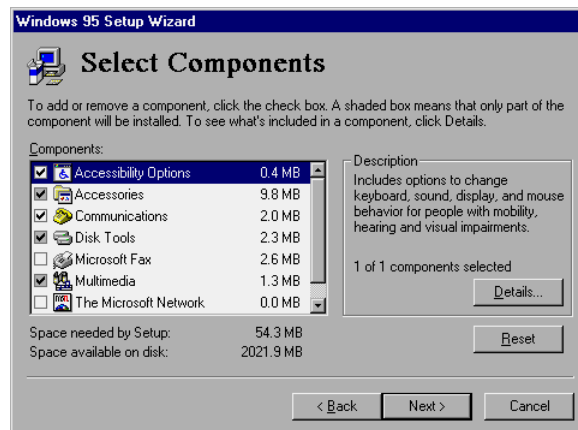 Windows 95 Setup Wizard
Select Components
To add or remove a component, click the check box. A shaded box means that only part of the
component will be installed. To see what's included in a component, click Details.
Components:
Accessibility Options 0.4 MB
Accessories 9.8 MB
Communications 2.0 MB
Disk Tools 2.3 MB
Microsoft Fax 2.6 MB
Multimedia 1.3 MB
The Microsoft Network 0.0 MB
Description
Includes options to change
keyboard, sound, display, and mouse
behavior for people with mobility,
hearing and visual impairments.
1 of 1 components selected
Details...
Space needed by Setup: 54.3 MB
Space available on disk: 2021.9 MB
Reset
< Back
Next >
Cancel